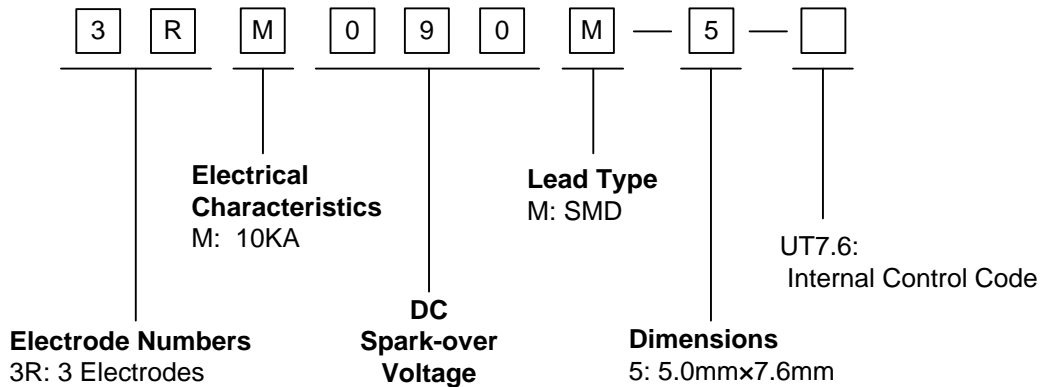 3 R M 0 9 0 M — 5 —
Electrical
Characteristics
M: 10KA
Lead Type
M: SMD
UT7.6:
Internal Control Code
DC
Spark-over
Voltage
Electrode Numbers
3R: 3 Electrodes
Dimensions
5: 5.0mm×7.6mm